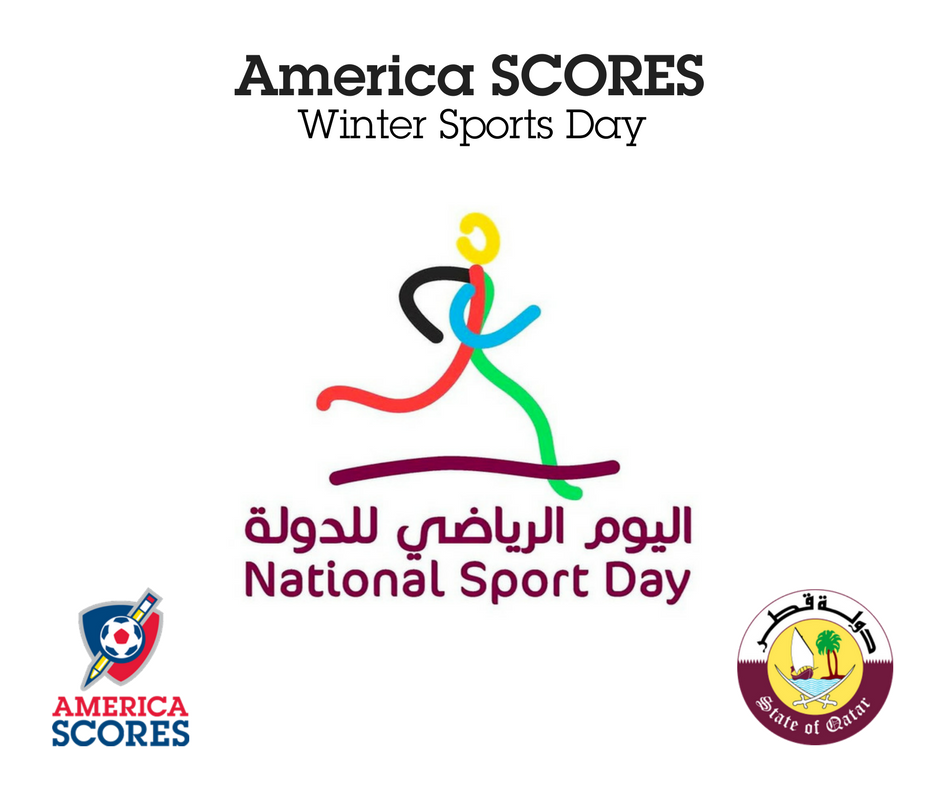 America SCORES
Winter Sports Day
اليوم الرياضي للدولة
National Sport Day
AMERICA
SCORES
دولة قطر
State of Qatar